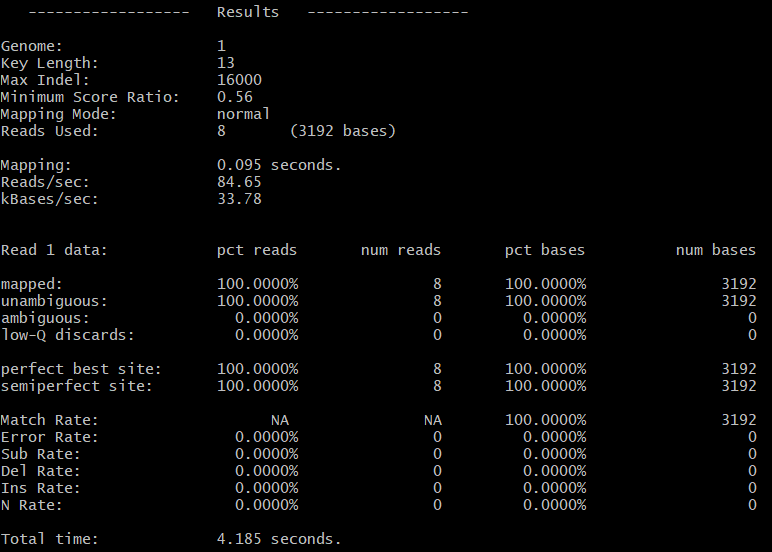 ------------------   Results   ------------------
Genome:                 1
Key Length:             13
Max Indel:              16000
Minimum Score Ratio:    0.56
Mapping Mode:           normal
Reads Used:             8       (3192 bases)
Mapping:                0.095 seconds.
Reads/sec:              84.65
kBases/sec:             33.78
Read 1 data:            pct reads       num reads       pct bases          num bases
mapped:                 100.0000%               8       100.0000%               3192
unambiguous:            100.0000%               8       100.0000%               3192
ambiguous:                0.0000%               0         0.0000%                  0
low-Q discards:           0.0000%               0         0.0000%                  0
perfect best site:      100.0000%               8       100.0000%               3192
semiperfect site:       100.0000%               8       100.0000%               3192
Match Rate:                   NA               NA       100.0000%               3192
Error Rate:               0.0000%               0         0.0000%                  0
Sub Rate:                 0.0000%               0         0.0000%                  0
Del Rate:                 0.0000%               0         0.0000%                  0
Ins Rate:                 0.0000%               0         0.0000%                  0
N Rate:                   0.0000%               0         0.0000%                  0
Total time:             4.185 seconds.